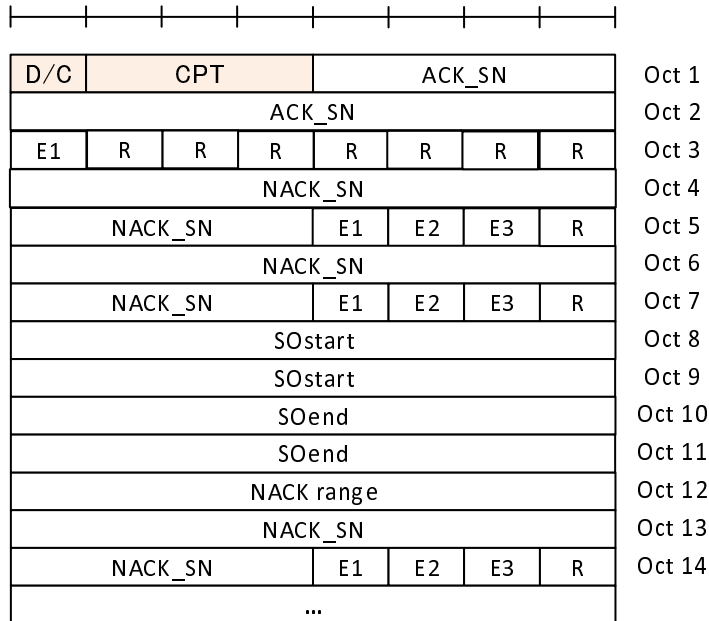 D/C CPT ACK_SN Oct 1
ACK_SN Oct 2
E1 R R R R R R R Oct 3
NACK_SN Oct 4
NACK_SN E1 E2 E3 R Oct 5
NACK_SN Oct 6
NACK_SN E1 E2 E3 R Oct 7
SOstart Oct 8
SOstart Oct 9
SOend Oct 10
SOend Oct 11
NACK range Oct 12
NACK_SN Oct 13
NACK_SN E1 E2 E3 R Oct 14
...